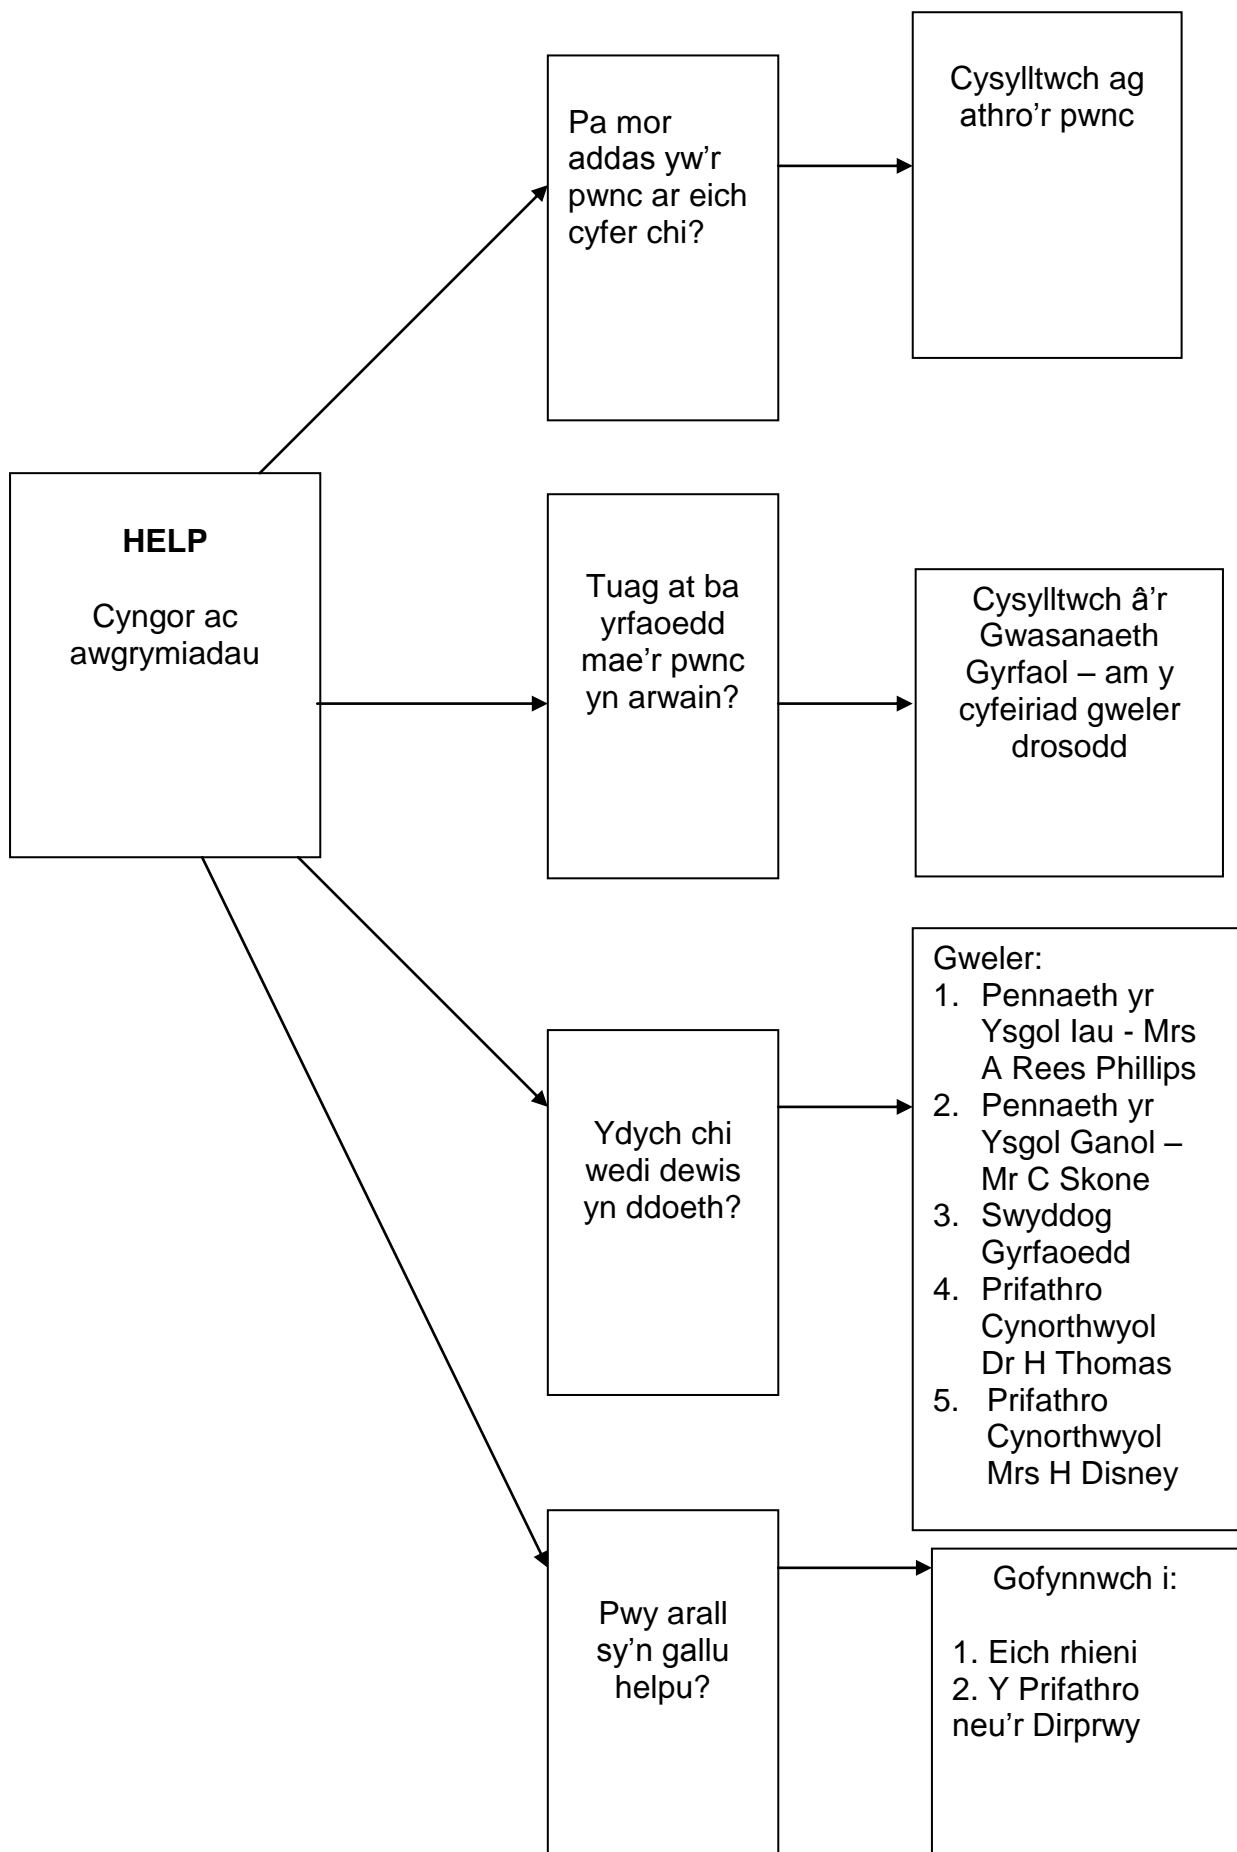 HELP
Cyngor ac
awgrymiadau
Pa mor
addas yw’r
pwnc ar eich
cyfer chi?
Cysylltwch ag
athro’r pwnc
Tuag at ba
yrfaoedd
mae’r pwnc
yn arwain?
Cysylltwch â’r
Gwasanaeth
Gyrfaol – am y
cyfeiriad gweler
drosodd
Ydych chi
wedi dewis
yn ddoeth?
Gweler:
1. Pennaeth yr
Ysgol Iau - Mrs
A Rees Phillips
2. Pennaeth yr
Ysgol Ganol –
Mr C Skone
3. Swyddog
Gyrfaoedd
4. Prifathro
Cynorthwyol
Dr H Thomas
5. Prifathro
Cynorthwyol
Mrs H Disney
Pwy arall
sy’n gallu
helpu?
Gofynnwch i:
1. Eich rhieni
2. Y Prifathro
neu’r Dirprwy